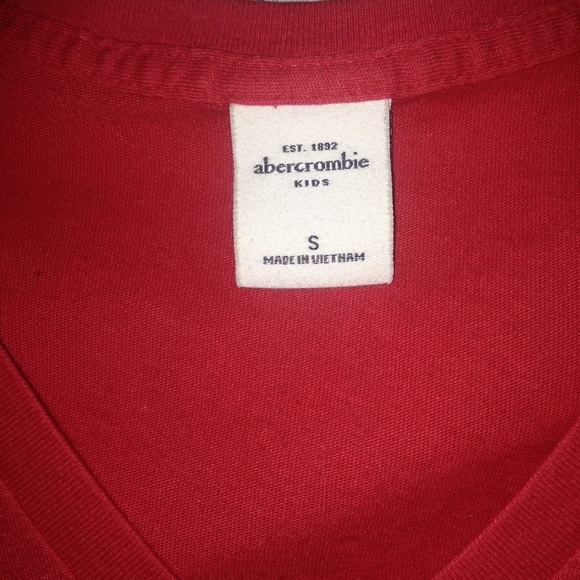 EST. 1892
abercrombie
KIDS
S
MADE IN VIETNAM